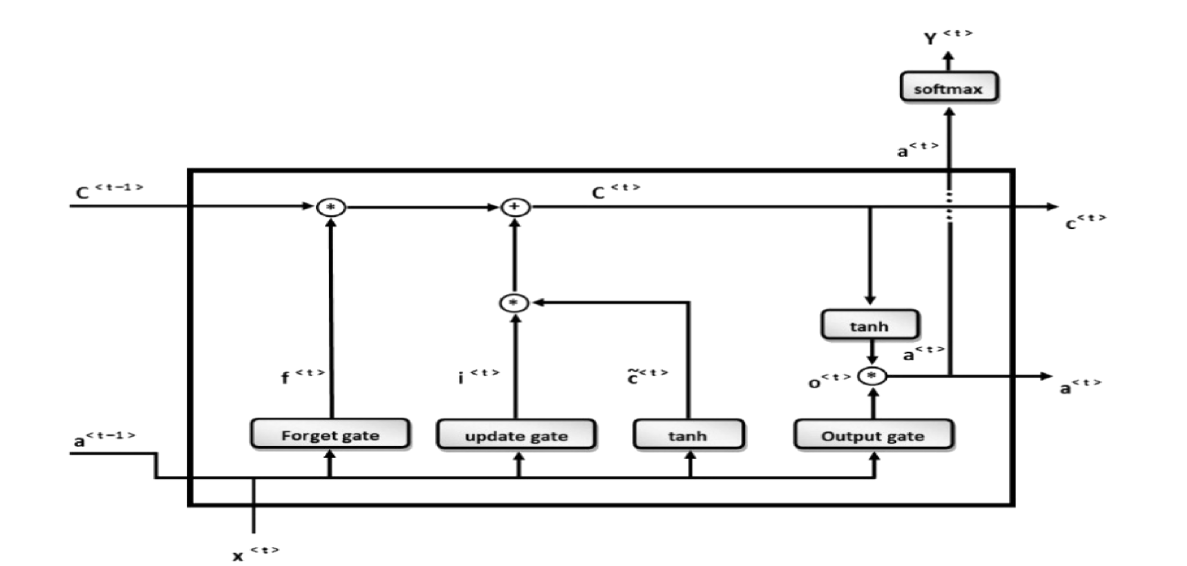 Y<t>
softmax
a<t>
C<t-1>
C<t>
*
+
c<t>
*
tanh
a<t>
f<t>
i<t>
c̃<t>
o<t>
*
a<t>
a<t-1>
Forget gate
update gate
tanh
Output gate
x<t>